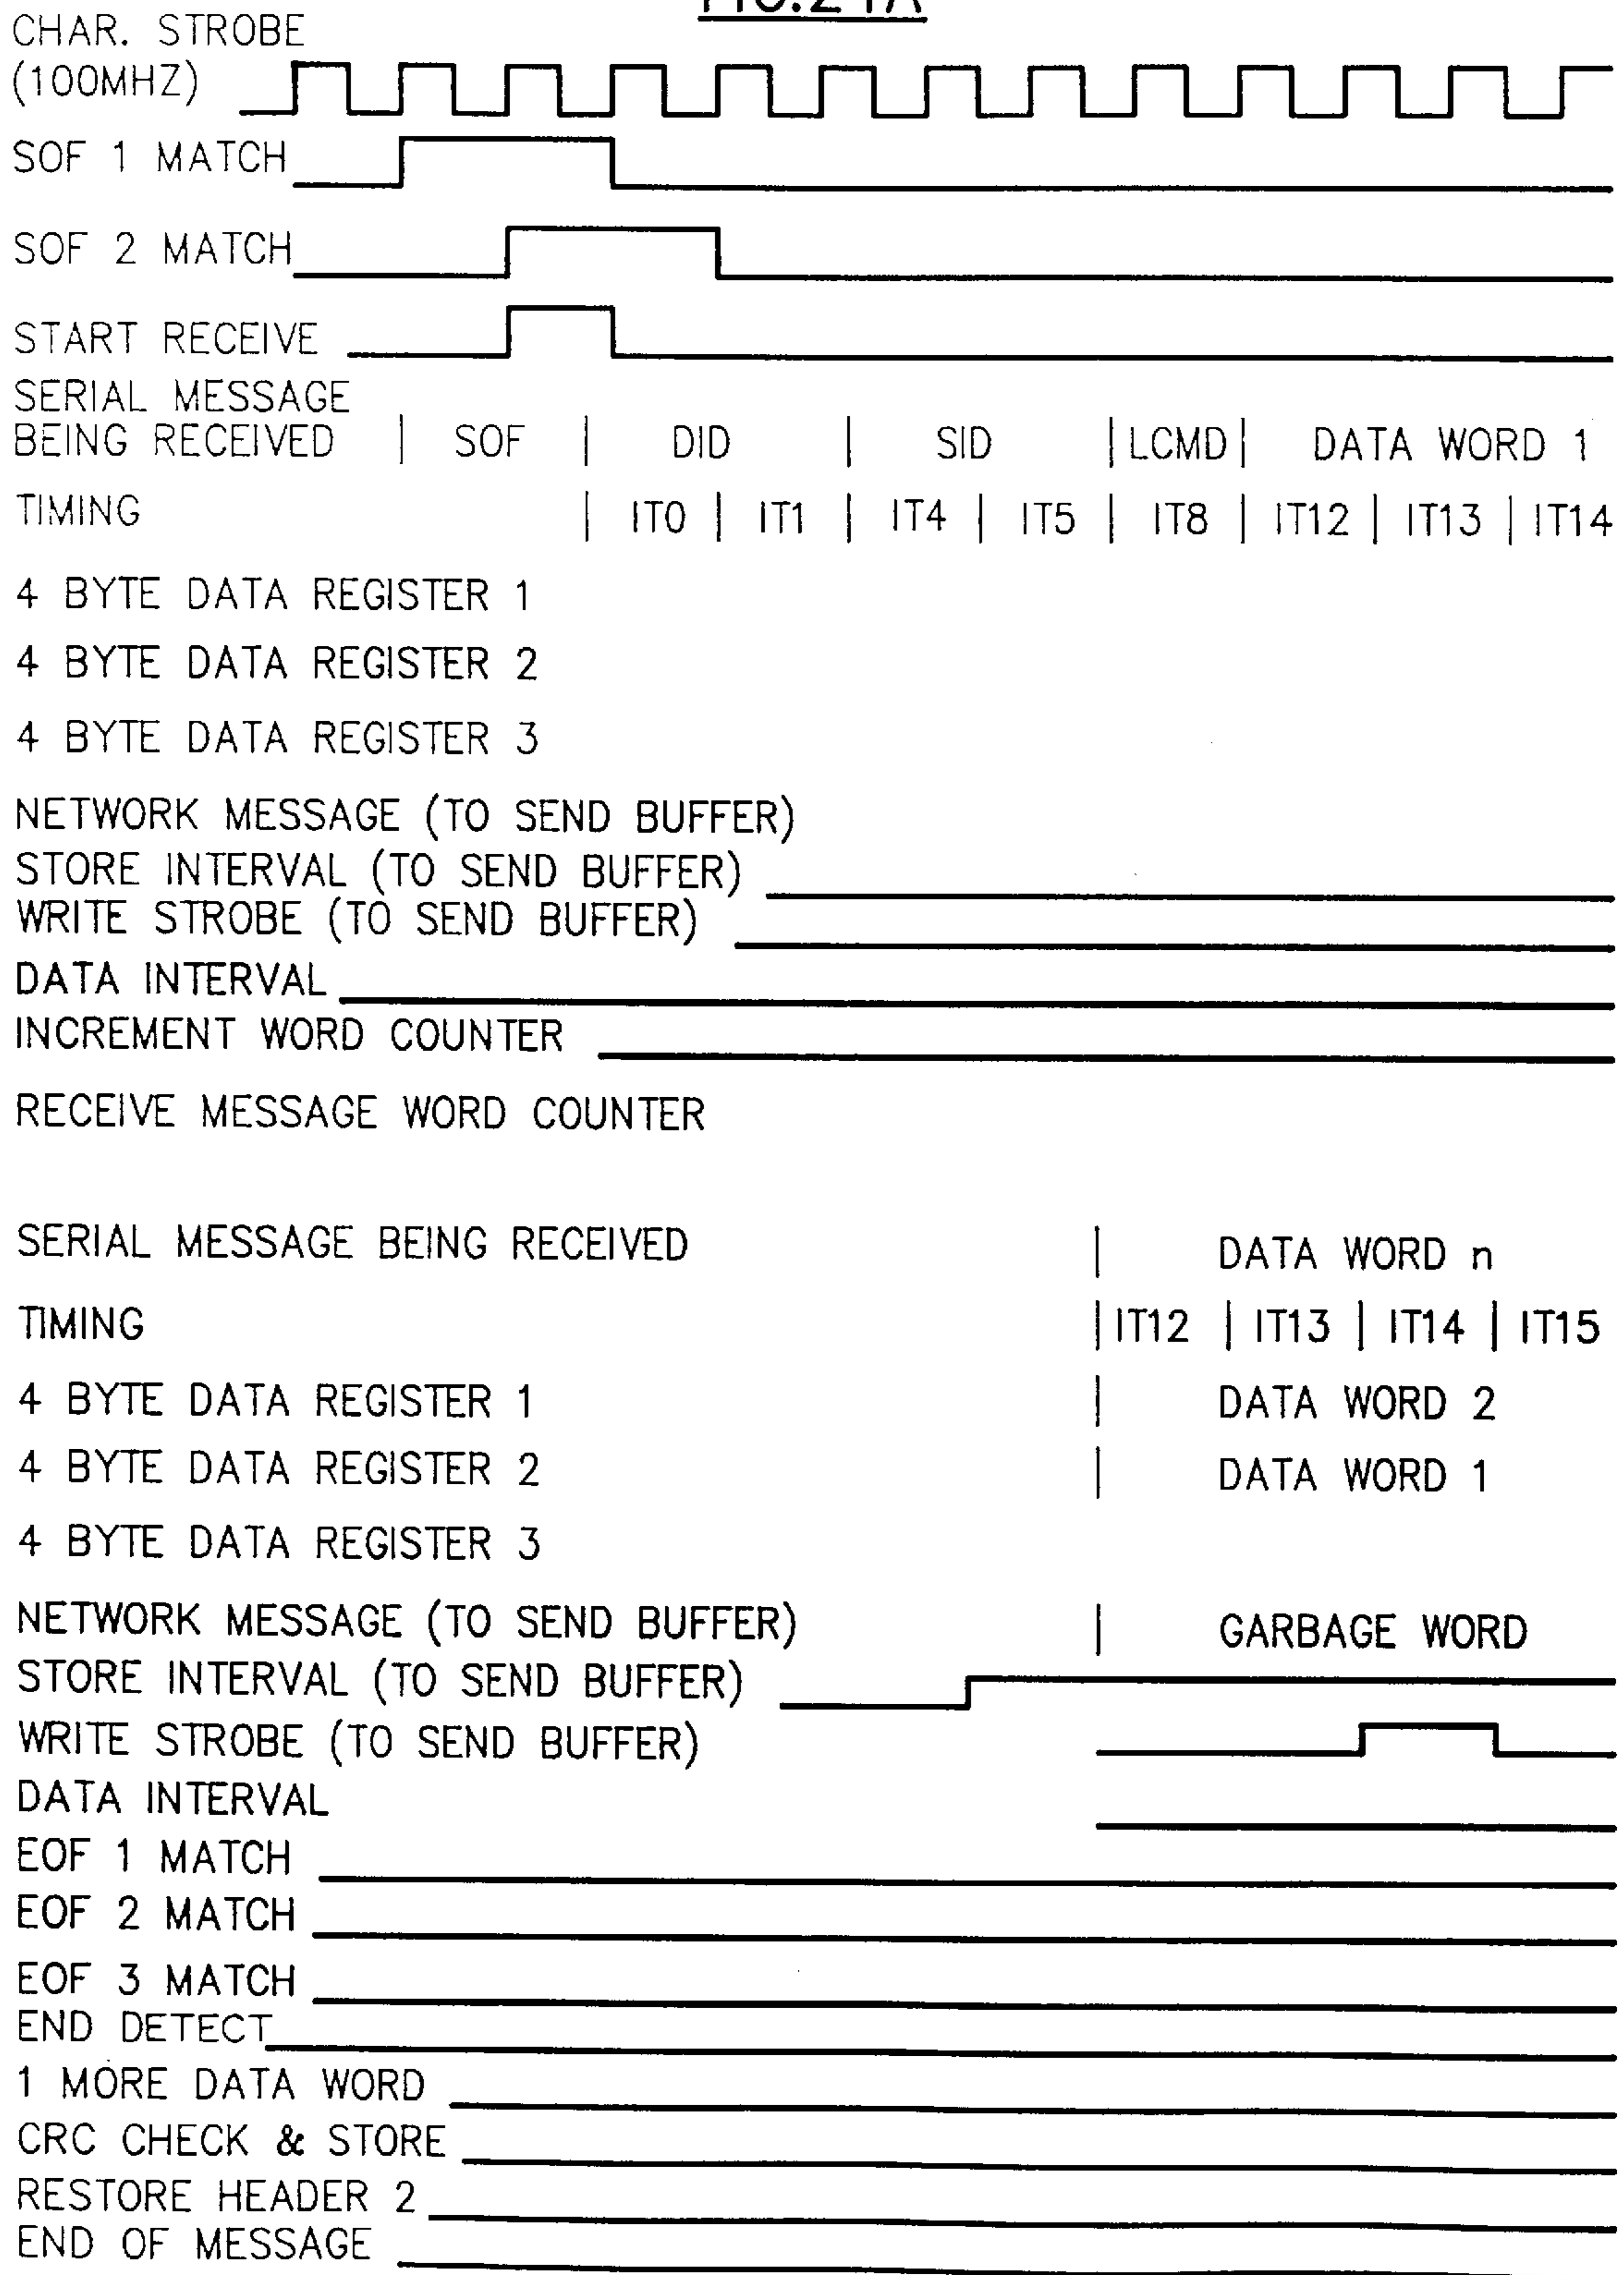 FIG.24A
CHAR. STROBE
(100MHZ)
SOF 1 MATCH
SOF 2 MATCH
START RECEIVE
SERIAL MESSAGE
BEING RECEIVED | SOF | DID | SID | LCMD | DATA WORD 1
TIMING | IT0 | IT1 | IT4 | IT5 | IT8 | IT12 | IT13 | IT14
4 BYTE DATA REGISTER 1
4 BYTE DATA REGISTER 2
4 BYTE DATA REGISTER 3
NETWORK MESSAGE (TO SEND BUFFER)
STORE INTERVAL (TO SEND BUFFER)
WRITE STROBE (TO SEND BUFFER)
DATA INTERVAL
INCREMENT WORD COUNTER
RECEIVE MESSAGE WORD COUNTER
SERIAL MESSAGE BEING RECEIVED | DATA WORD n
TIMING | IT12 | IT13 | IT14 | IT15
4 BYTE DATA REGISTER 1 | DATA WORD 2
4 BYTE DATA REGISTER 2 | DATA WORD 1
4 BYTE DATA REGISTER 3
NETWORK MESSAGE (TO SEND BUFFER) | GARBAGE WORD
STORE INTERVAL (TO SEND BUFFER)
WRITE STROBE (TO SEND BUFFER)
DATA INTERVAL
EOF 1 MATCH
EOF 2 MATCH
EOF 3 MATCH
END DETECT
1 MORE DATA WORD
CRC CHECK & STORE
RESTORE HEADER 2
END OF MESSAGE